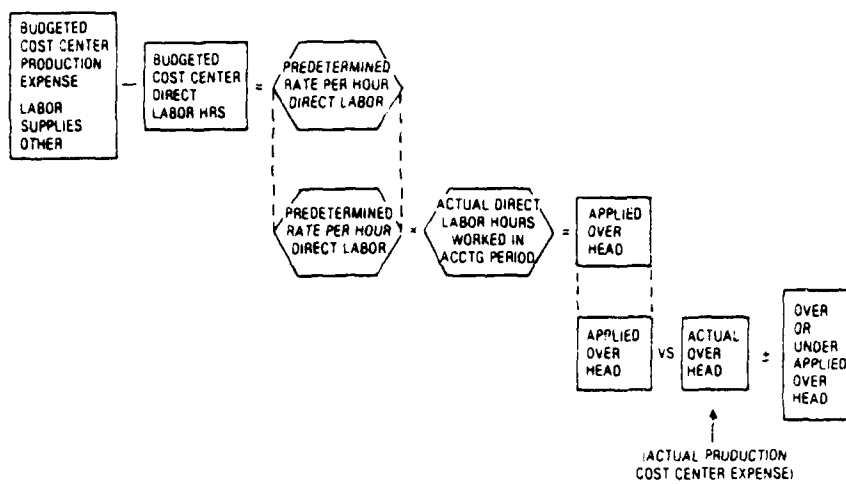 BUDGETED
COST CENTER
PRODUCTION
EXPENSE
LABOR
SUPPLIES
OTHER
—
BUDGETED
COST CENTER
DIRECT
LABOR HRS
=
PREDETERMINED
RATE PER HOUR
DIRECT LABOR
PREDETERMINED
RATE PER HOUR
DIRECT LABOR
×
ACTUAL DIRECT
LABOR HOURS
WORKED IN
ACCTG PERIOD
=
APPLIED
OVER
HEAD
APPLIED
OVER
HEAD
VS
ACTUAL
OVER
HEAD
=
OVER
OR
UNDER
APPLIED
OVER
HEAD
(ACTUAL PRODUCTION
COST CENTER EXPENSE)